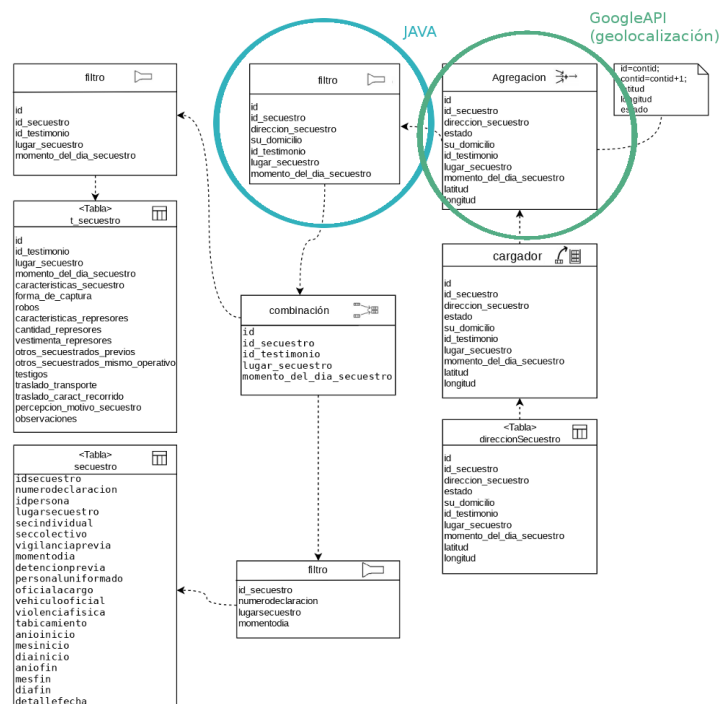 JAVA
GoogleAPI
(geolocalización)
filtro
id
id_secuestro
id_testimonio
lugar_secuestro
momento_del_dia_secuestro
filtro
id
id_secuestro
direccion_secuestro
su_domicilio
id_testimonio
lugar_secuestro
momento_del_dia_secuestro
Agregacion
id
id_secuestro
direccion_secuestro
estado
su_domicilio
id_testimonio
lugar_secuestro
momento_del_dia_secuestro
latitud
longitud
id=contid;
contid=contid+1;
latitud
longitud
estado
<Tabla>
t_secuestro
id
id_testimonio
lugar_secuestro
momento_del_dia_secuestro
caracteristicas_secuestro
forma_de_captura
robos
caracteristicas_represores
cantidad_represores
vestimenta_represores
otros_secuestrados_previos
otros_secuestrados_mismo_operativo
testigos
traslado_transporte
traslado_caract_recorrido
percepcion_motivo_secuestro
observaciones
combinación
id
id_secuestro
id_testimonio
lugar_secuestro
momento_del_dia_secuestro
cargador
id
id_secuestro
direccion_secuestro
estado
su_domicilio
id_testimonio
lugar_secuestro
momento_del_dia_secuestro
latitud
longitud
<Tabla>
secuestro
idsecuestro
numerodeclaracion
idpersona
lugarsecuestro
secindividual
seccolectivo
vigilanciaprevia
momentodia
detencionprevia
personaluniformado
oficialacargo
vehiculooficial
violenciafisica
tabicamiento
anioinicio
mesinicio
diainicio
aniofin
mesfin
diafin
detallefecha
filtro
id_secuestro
numerodeclaracion
lugarsecuestro
momentodia
<Tabla>
direccionSecuestro
id
id_secuestro
direccion_secuestro
estado
su_domicilio
id_testimonio
lugar_secuestro
momento_del_dia_secuestro
latitud
longitud